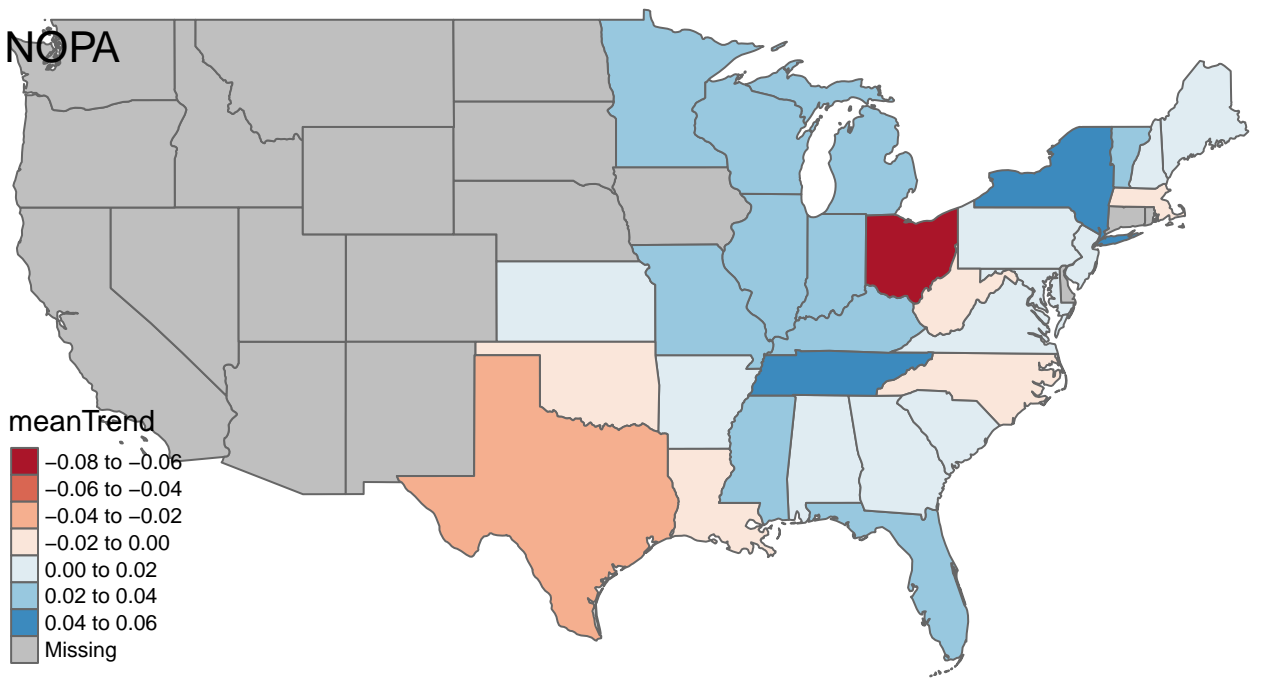 NOPA
meanTrend
−0.08 to −0.06
−0.06 to −0.04
−0.04 to −0.02
−0.02 to 0.00
0.00 to 0.02
0.02 to 0.04
0.04 to 0.06
Missing